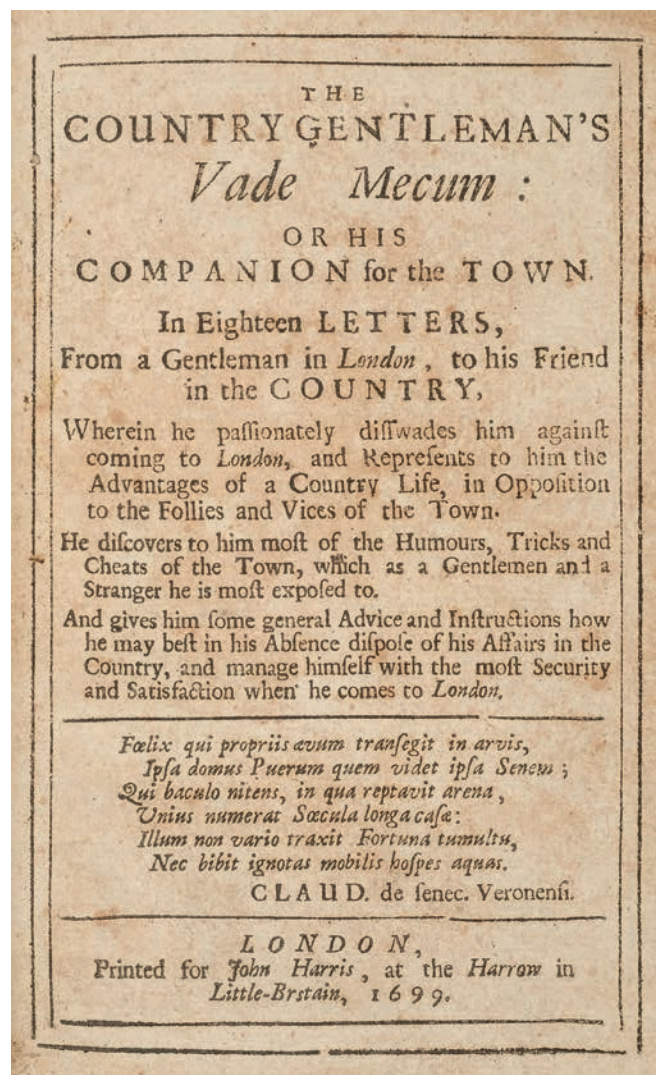 THE
COUNTRY GENTLEMAN'S
Vade Mecum:
OR HIS
COMPANION for the TOWN.
In Eighteen LETTERS,
From a Gentleman in London, to his Friend
in the COUNTRY,
Wherein he paſſionately diſſwades him againſt
coming to London, and Repreſents to him the
Advantages of a Country Life, in Oppoſition
to the Follies and Vices of the Town.
He diſcovers to him moſt of the Humours, Tricks and
Cheats of the Town, which as a Gentlemen and a
Stranger he is moſt expoſed to.
And gives him ſome general Advice and Inſtructions how
he may beſt in his Abſence diſpoſe of his Affairs in the
Country, and manage himſelf with the moſt Security
and Satisfaction when he comes to London.
Fœlix qui propriis ævum tranſegit in arvis,
Ipſa domus Puerum quem videt ipſa Senem;
Qui baculo nitens, in qua reptavit arena,
Unius numerat Sœcula longa caſæ:
Illum non vario traxit Fortuna tumultu,
Nec bibit ignotas mobilis hoſpes aquas.
CLAUD. de ſenec. Veronenſi.
LONDON,
Printed for John Harris, at the Harrow in
Little-Brstain, 1699.